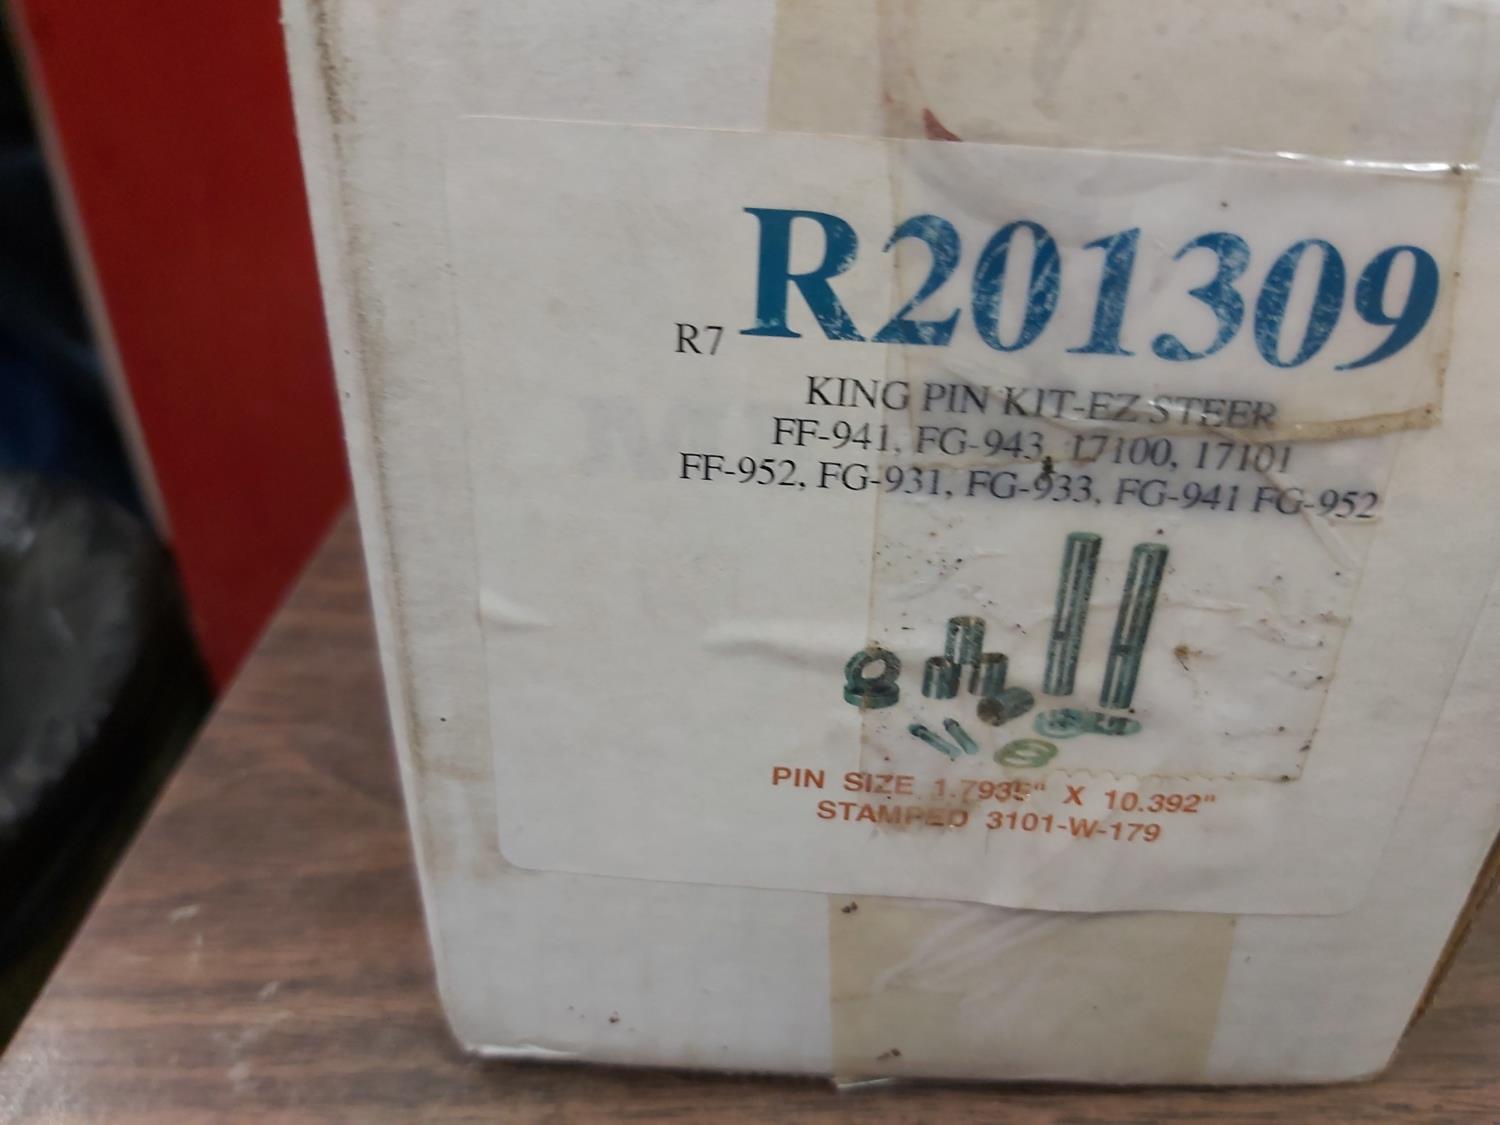 R201309
R7
KING PIN KIT-EZ STEER
FF-941, FG-943, 17100, 17101
FF-952, FG-931, FG-933, FG-941 FG-952
PIN SIZE 1.7935" X 10.392"
STAMPED 3101-W-179